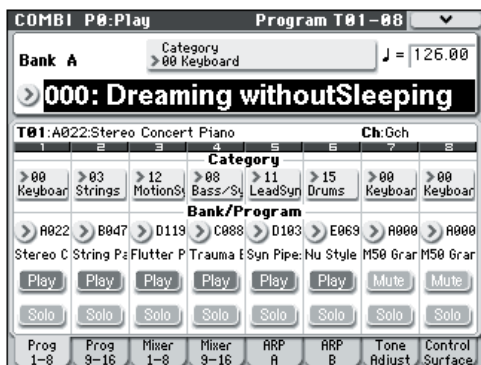 COMBI P0:Play Program T01-08
Bank A
Category
>00 Keyboard
♩= 126.00
000: Dreaming withoutSleeping
T01:A022:Stereo Concert Piano Ch:Gch
1 2 3 4 5 6 7 8
Category
>00 Keyboar >03 Strings >12 MotionSy >08 Bass/Sy >11 LeadSyn >15 Drums >00 Keyboar >00 Keyboar
Bank/Program
A022 B047 D119 C088 D103 E069 A000 A000
Stereo C String Pa Flutter P Trauma E Syn Pipe: Nu Style M50 Grar M50 Grar
Play Play Play Play Play Play Mute Mute
Solo Solo Solo Solo Solo Solo Solo Solo
Prog 1-8 Prog 9-16 Mixer 1-8 Mixer 9-16 ARP A ARP B Tone Adjust Control Surface